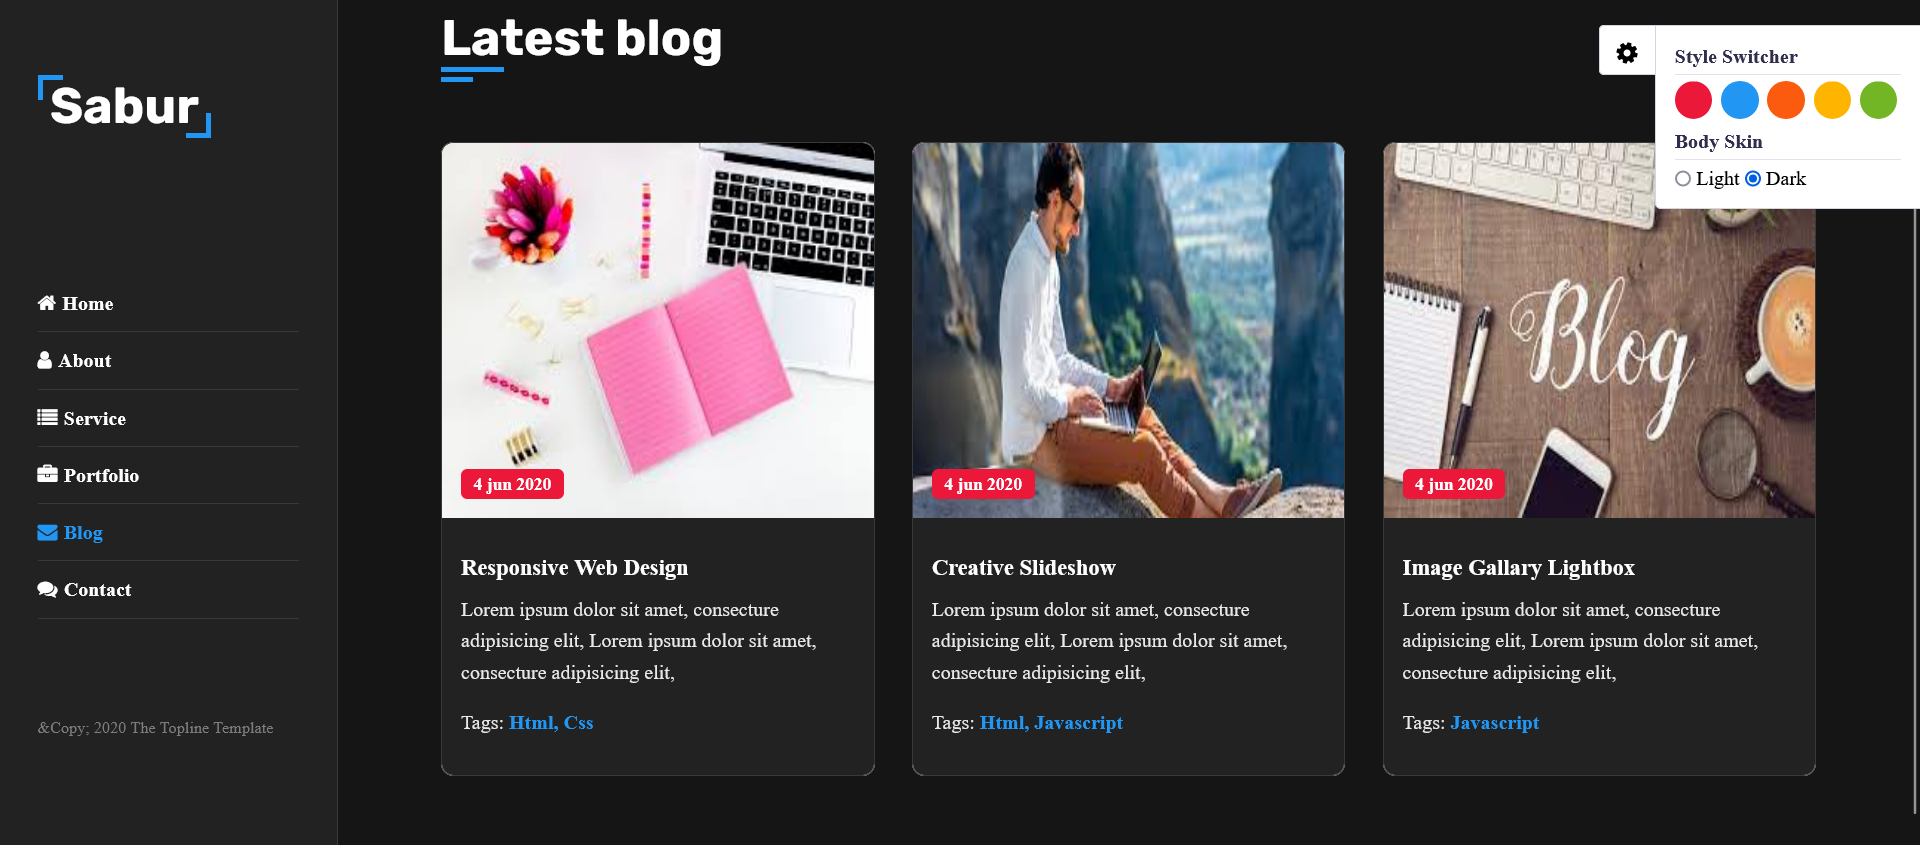 Sabur
Home
About
Service
Portfolio
Blog
Contact
&Copy; 2020 The Topline Template
Latest blog
4 jun 2020
Responsive Web Design
Lorem ipsum dolor sit amet, consecture
adipisicing elit, Lorem ipsum dolor sit amet,
consecture adipisicing elit,
Tags: Html, Css
4 jun 2020
Creative Slideshow
Lorem ipsum dolor sit amet, consecture
adipisicing elit, Lorem ipsum dolor sit amet,
consecture adipisicing elit,
Tags: Html, Javascript
Blog
4 jun 2020
Image Gallary Lightbox
Lorem ipsum dolor sit amet, consecture
adipisicing elit, Lorem ipsum dolor sit amet,
consecture adipisicing elit,
Tags: Javascript
Style Switcher
Body Skin
Light Dark